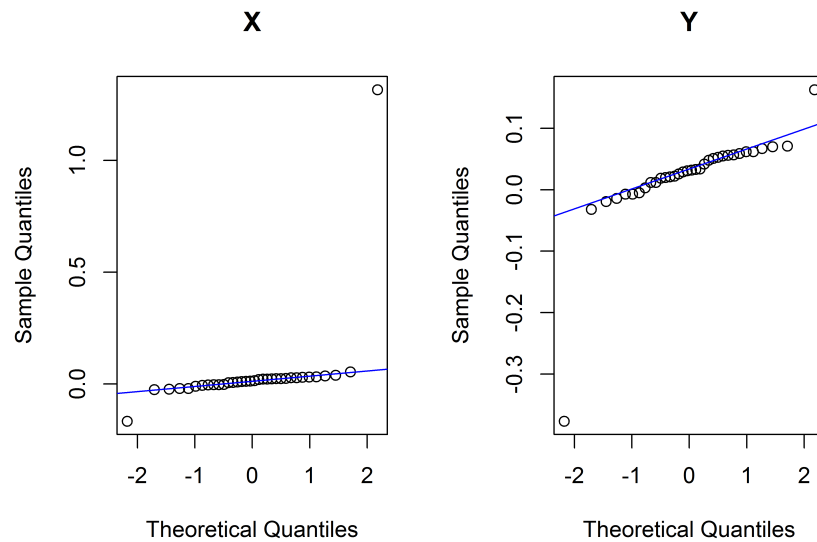 X
Sample Quantiles
1.0
0.5
0.0
-2 -1 0 1 2
Theoretical Quantiles
Y
Sample Quantiles
0.1
0.0
-0.1
-0.2
-0.3
-2 -1 0 1 2
Theoretical Quantiles